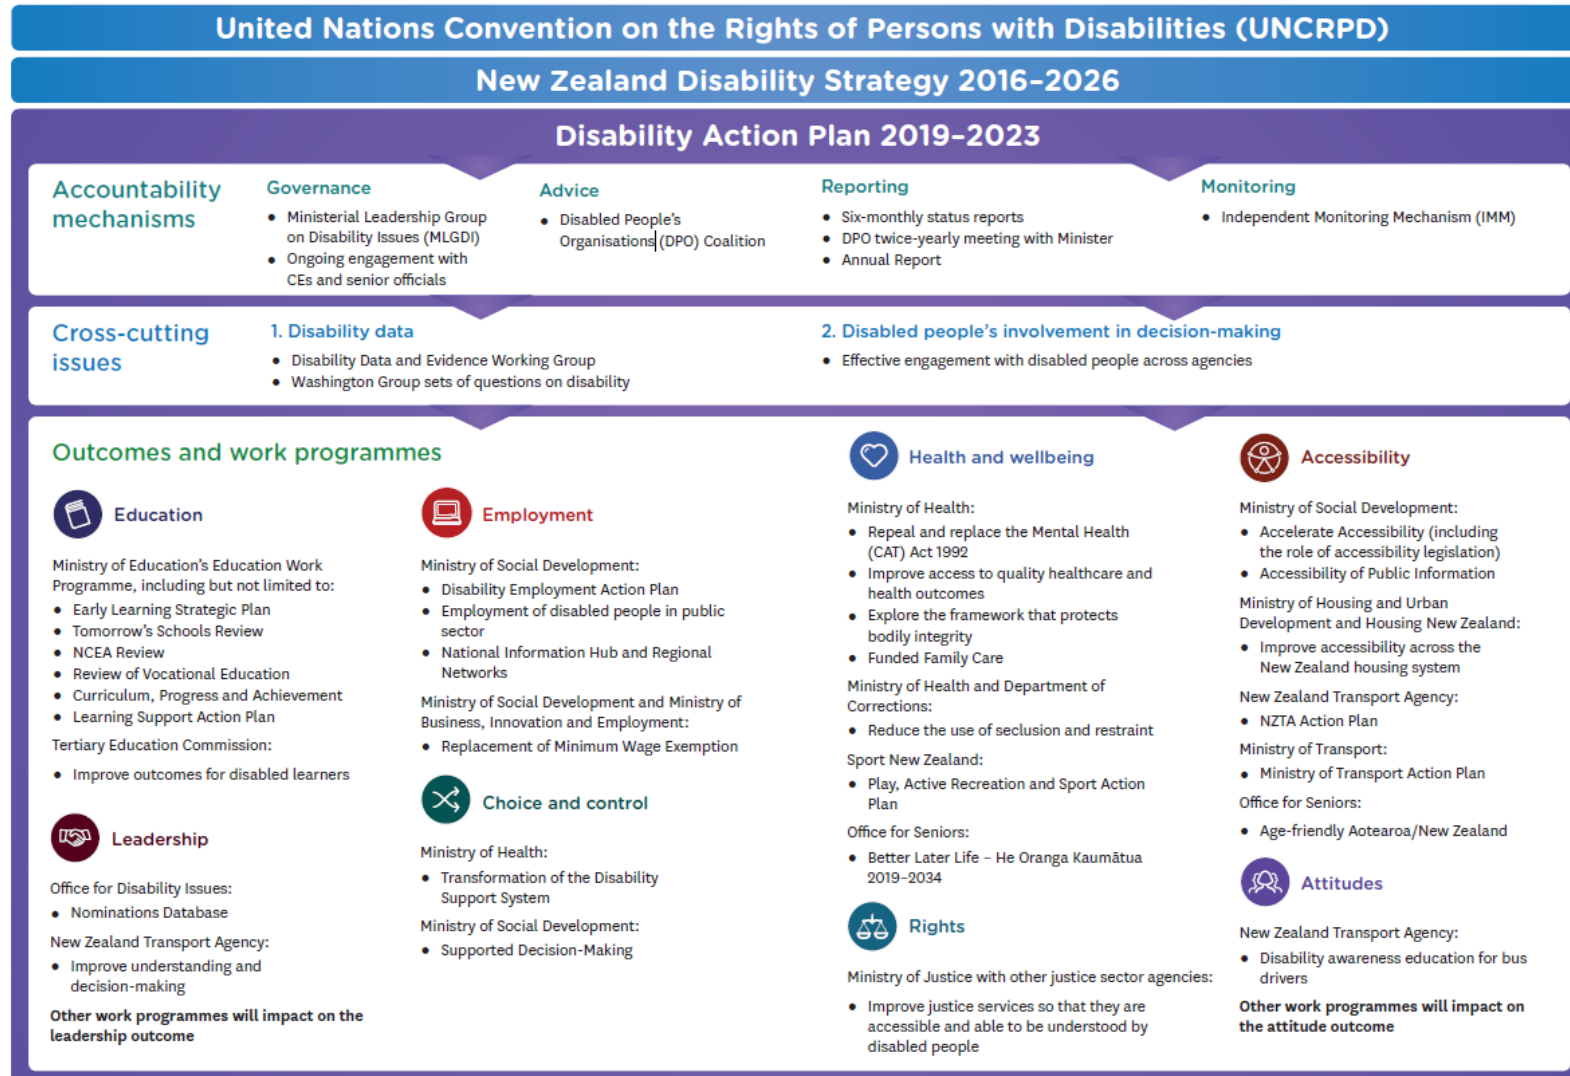 United Nations Convention on the Rights of Persons with Disabilities (UNCRPD)
New Zealand Disability Strategy 2016–2026
Disability Action Plan 2019–2023
Accountability
mechanisms
Governance
• Ministerial Leadership Group
on Disability Issues (MLGDI)
• Ongoing engagement with
CEs and senior officials
Advice
• Disabled People's
Organisations (DPO) Coalition
Reporting
• Six-monthly status reports
• DPO twice-yearly meeting with Minister
• Annual Report
Monitoring
• Independent Monitoring Mechanism (IMM)
Cross-cutting
issues
1. Disability data
• Disability Data and Evidence Working Group
• Washington Group sets of questions on disability
2. Disabled people's involvement in decision-making
• Effective engagement with disabled people across agencies
Outcomes and work programmes
Education
Ministry of Education's Education Work
Programme, including but not limited to:
• Early Learning Strategic Plan
• Tomorrow's Schools Review
• NCEA Review
• Review of Vocational Education
• Curriculum, Progress and Achievement
• Learning Support Action Plan
Tertiary Education Commission:
• Improve outcomes for disabled learners
Leadership
Office for Disability Issues:
• Nominations Database
New Zealand Transport Agency:
• Improve understanding and
decision-making
Other work programmes will impact on the
leadership outcome
Employment
Ministry of Social Development:
• Disability Employment Action Plan
• Employment of disabled people in public
sector
• National Information Hub and Regional
Networks
Ministry of Social Development and Ministry of
Business, Innovation and Employment:
• Replacement of Minimum Wage Exemption
Choice and control
Ministry of Health:
• Transformation of the Disability
Support System
Ministry of Social Development:
• Supported Decision-Making
Health and wellbeing
Ministry of Health:
• Repeal and replace the Mental Health
(CAT) Act 1992
• Improve access to quality healthcare and
health outcomes
• Explore the framework that protects
bodily integrity
• Funded Family Care
Ministry of Health and Department of
Corrections:
• Reduce the use of seclusion and restraint
Sport New Zealand:
• Play, Active Recreation and Sport Action
Plan
Office for Seniors:
• Better Later Life – He Oranga Kaumātua
2019–2034
Rights
Ministry of Justice with other justice sector agencies:
• Improve justice services so that they are
accessible and able to be understood by
disabled people
Accessibility
Ministry of Social Development:
• Accelerate Accessibility (including
the role of accessibility legislation)
• Accessibility of Public Information
Ministry of Housing and Urban
Development and Housing New Zealand:
• Improve accessibility across the
New Zealand housing system
New Zealand Transport Agency:
• NZTA Action Plan
Ministry of Transport:
• Ministry of Transport Action Plan
Office for Seniors:
• Age-friendly Aotearoa/New Zealand
Attitudes
New Zealand Transport Agency:
• Disability awareness education for bus
drivers
Other work programmes will impact on
the attitude outcome